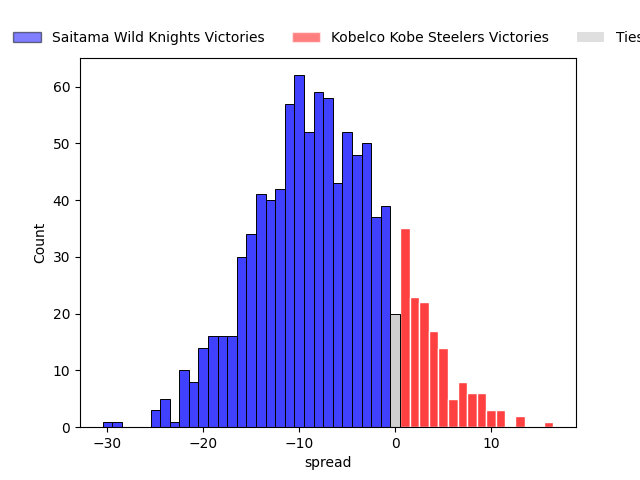 Saitama Wild Knights Victories Kobelco Kobe Steelers Victories Ties
60
50
40
30
20
10
0
Count
−30 −20 −10 0 10
spread